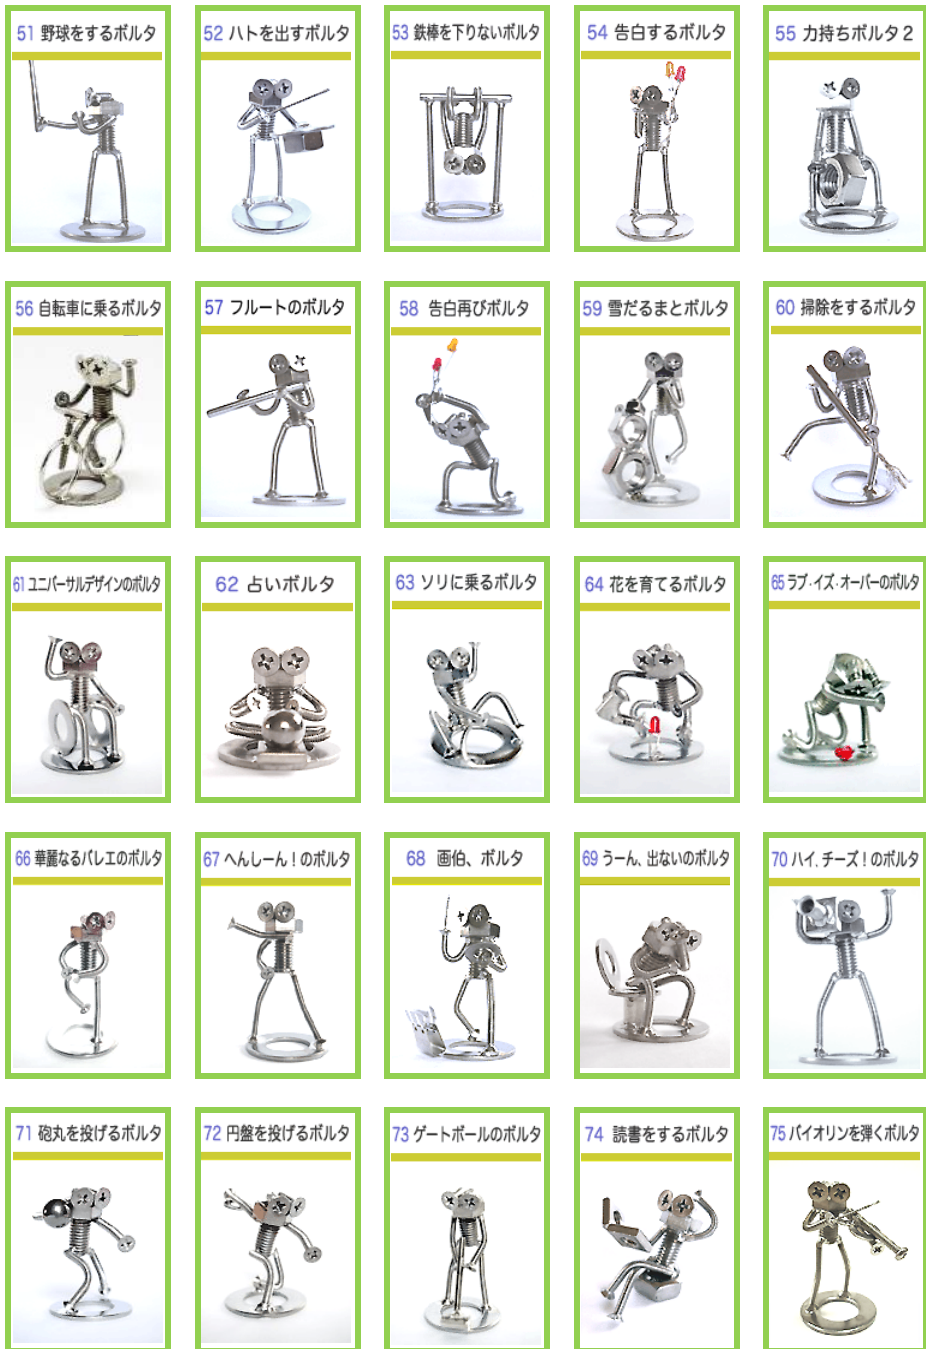 51 野球をするボルタ
52 ハトを出すボルタ
53 鉄棒を下りないボルタ
54 告白するボルタ
55 力持ちボルタ2
56 自転車に乗るボルタ
57 フルートのボルタ
58 告白再びボルタ
59 雪だるまとボルタ
60 掃除をするボルタ
61 ユニバーサルデザインのボルタ
62 占いボルタ
63 ソリに乗るボルタ
64 花を育てるボルタ
65 ラブ・イズ・オーバーのボルタ
66 華麗なるバレエのボルタ
67 へんしーん！のボルタ
68 画伯、ボルタ
69 うーん、出ないのボルタ
70 ハイ、チーズ！のボルタ
71 砲丸を投げるボルタ
72 円盤を投げるボルタ
73 ゲートボールのボルタ
74 読書をするボルタ
75 バイオリンを弾くボルタ